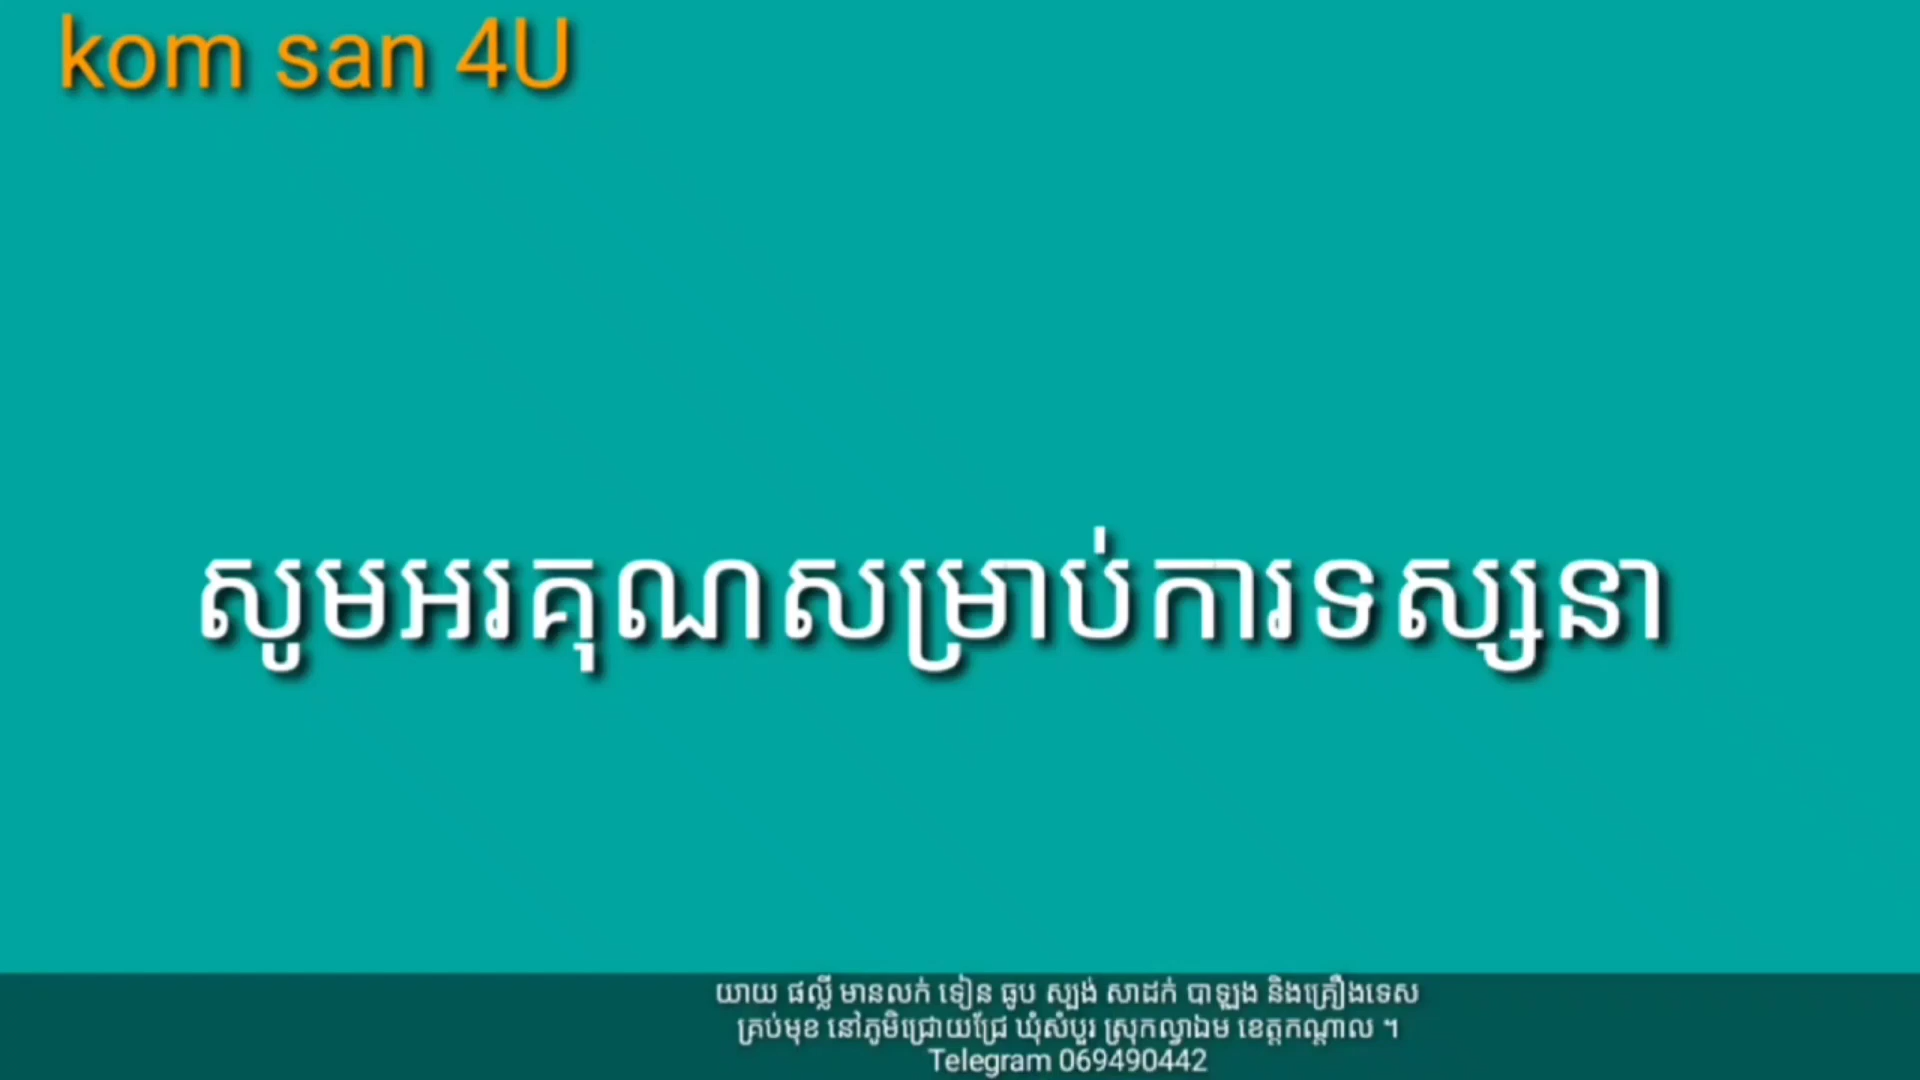 kom san 4U
សូមអរគុណសម្រាប់ការទស្សនា
យាយ ផល្លី មានលក់ ទៀន ធូប ស្បង់ សាដក់ បាឡុង និងគ្រឿងទេស
គ្រប់មុខ នៅភូមិជ្រោយជ្រែ ឃុំសំបួរ ស្រុកល្វាឯម ខេត្តកណ្តាល ។
Telegram 069490442